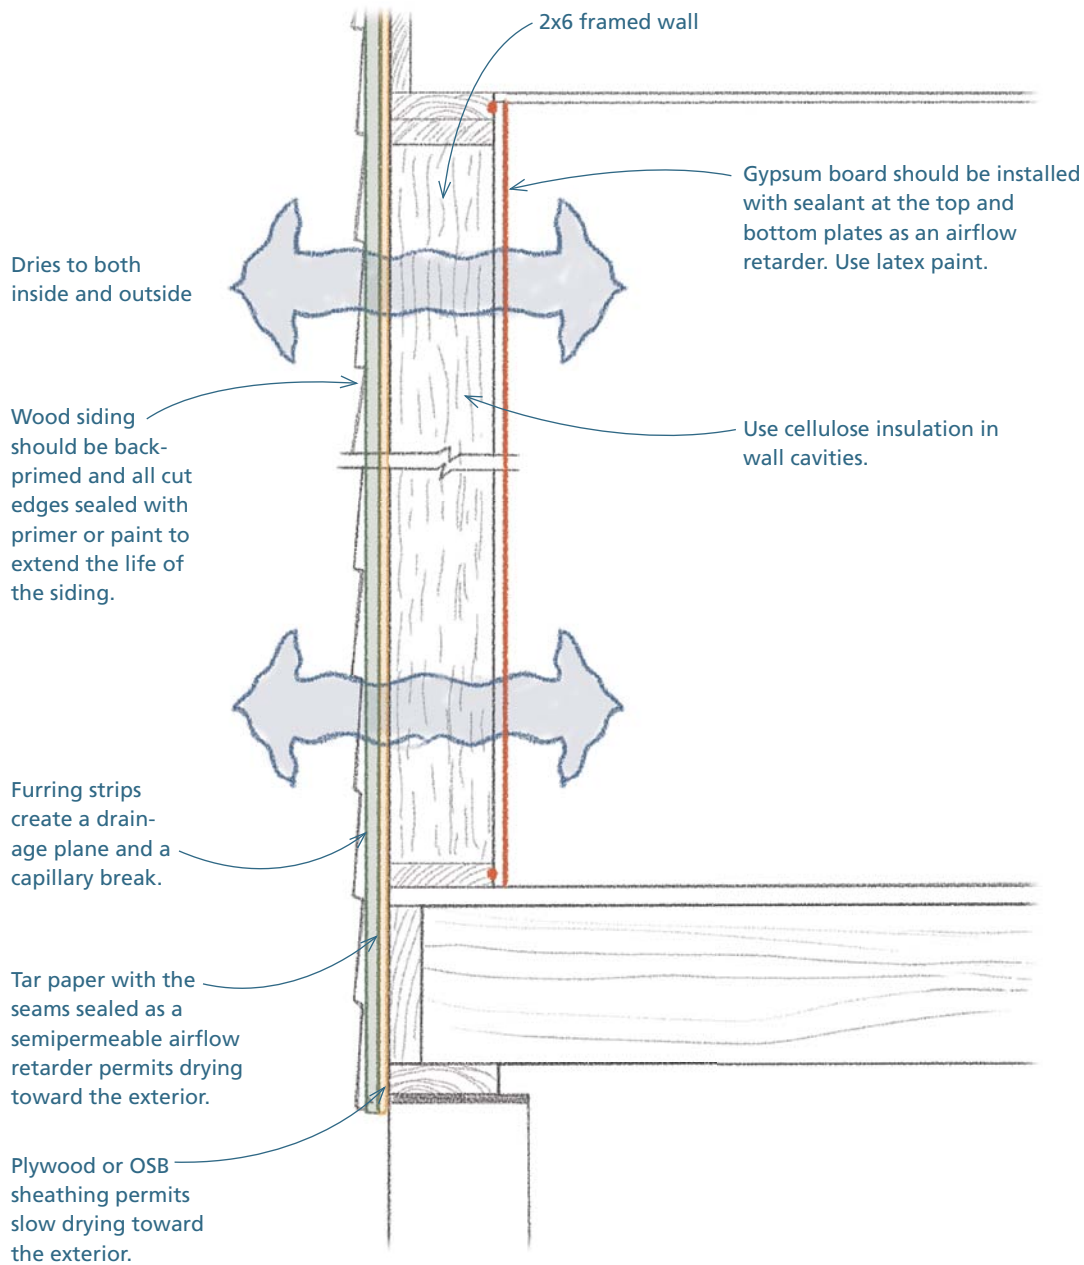 2x6 framed wall
Gypsum board should be installed
with sealant at the top and
bottom plates as an airflow
retarder. Use latex paint.
Dries to both
inside and outside
Wood siding
should be back-
primed and all cut
edges sealed with
primer or paint to
extend the life of
the siding.
Use cellulose insulation in
wall cavities.
Furring strips
create a drain-
age plane and a
capillary break.
Tar paper with the
seams sealed as a
semipermeable airflow
retarder permits drying
toward the exterior.
Plywood or OSB
sheathing permits
slow drying toward
the exterior.